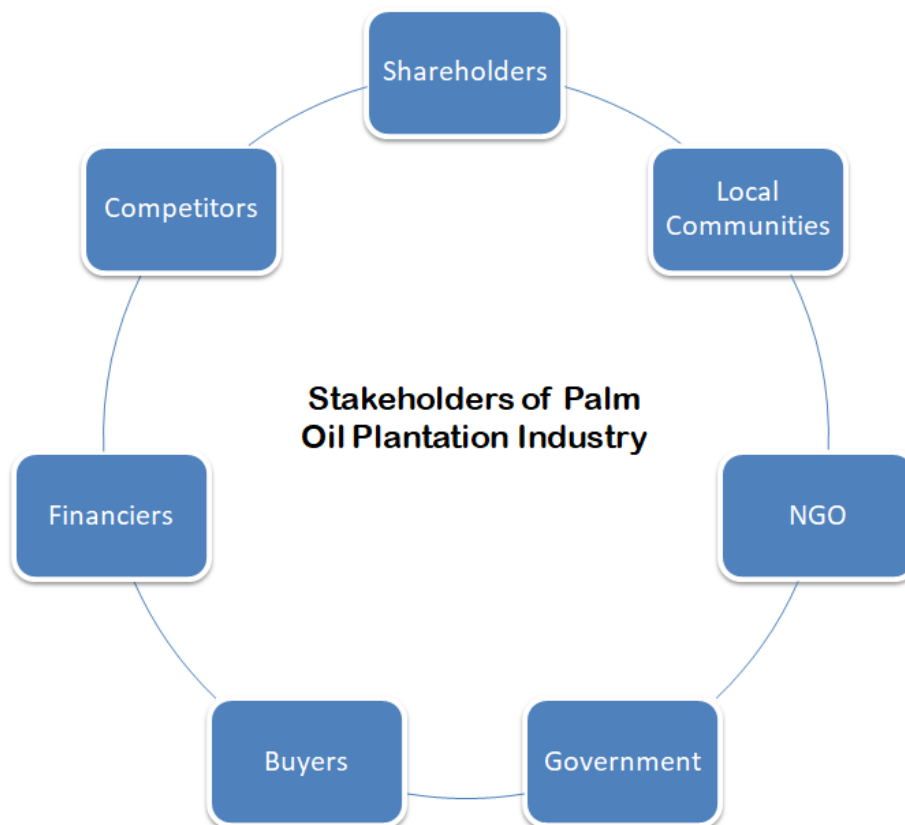 Shareholders
Local
Communities
NGO
Government
Buyers
Financiers
Competitors
Stakeholders of Palm
Oil Plantation Industry